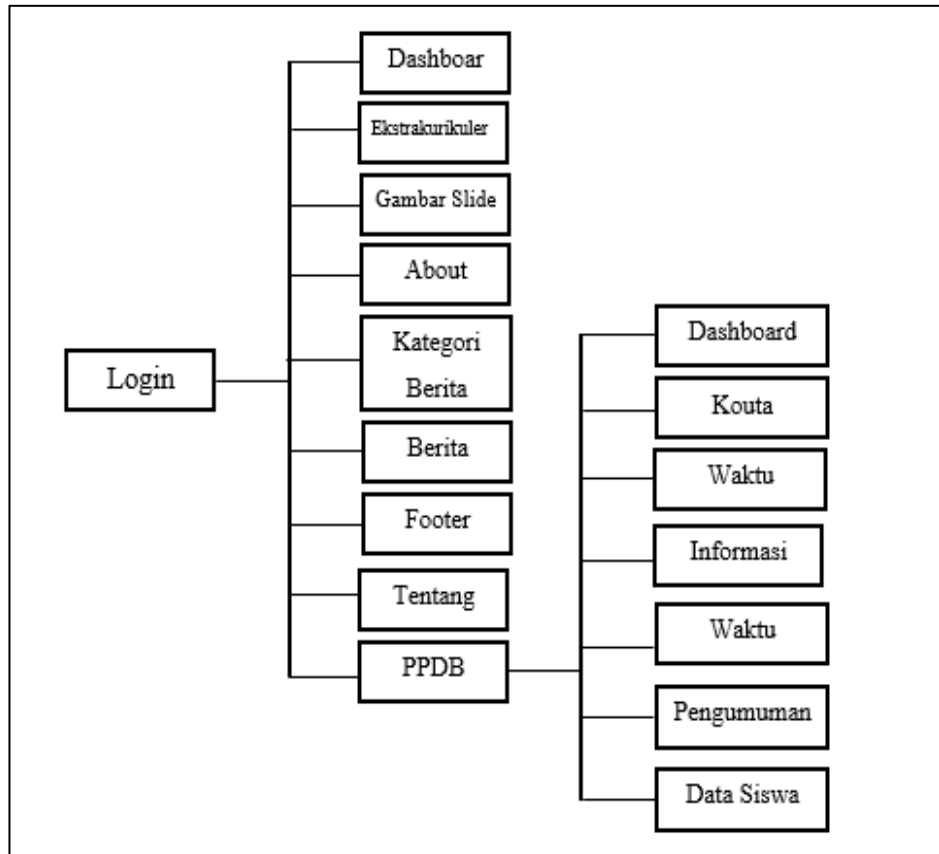 Login
Dashboar
Ekstrakurikuler
Gambar Slide
About
Kategori
Berita
Berita
Footer
Tentang
PPDB
Dashboard
Kouta
Waktu
Informasi
Waktu
Pengumuman
Data Siswa